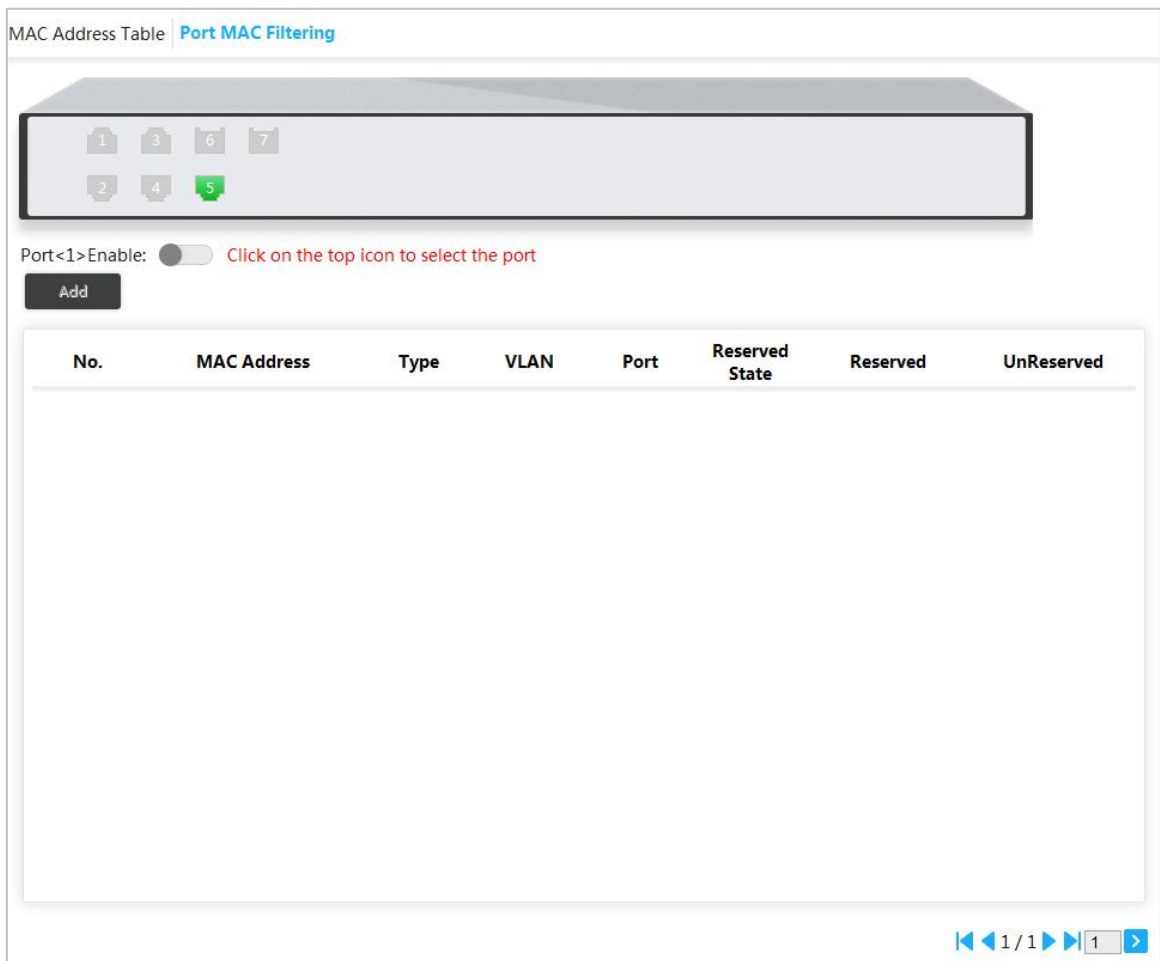 MAC Address Table Port MAC Filtering
1 3 6 7
2 4 5
Port<1>Enable: Click on the top icon to select the port
Add
No. MAC Address Type VLAN Port Reserved State Reserved UnReserved
1 / 1 1